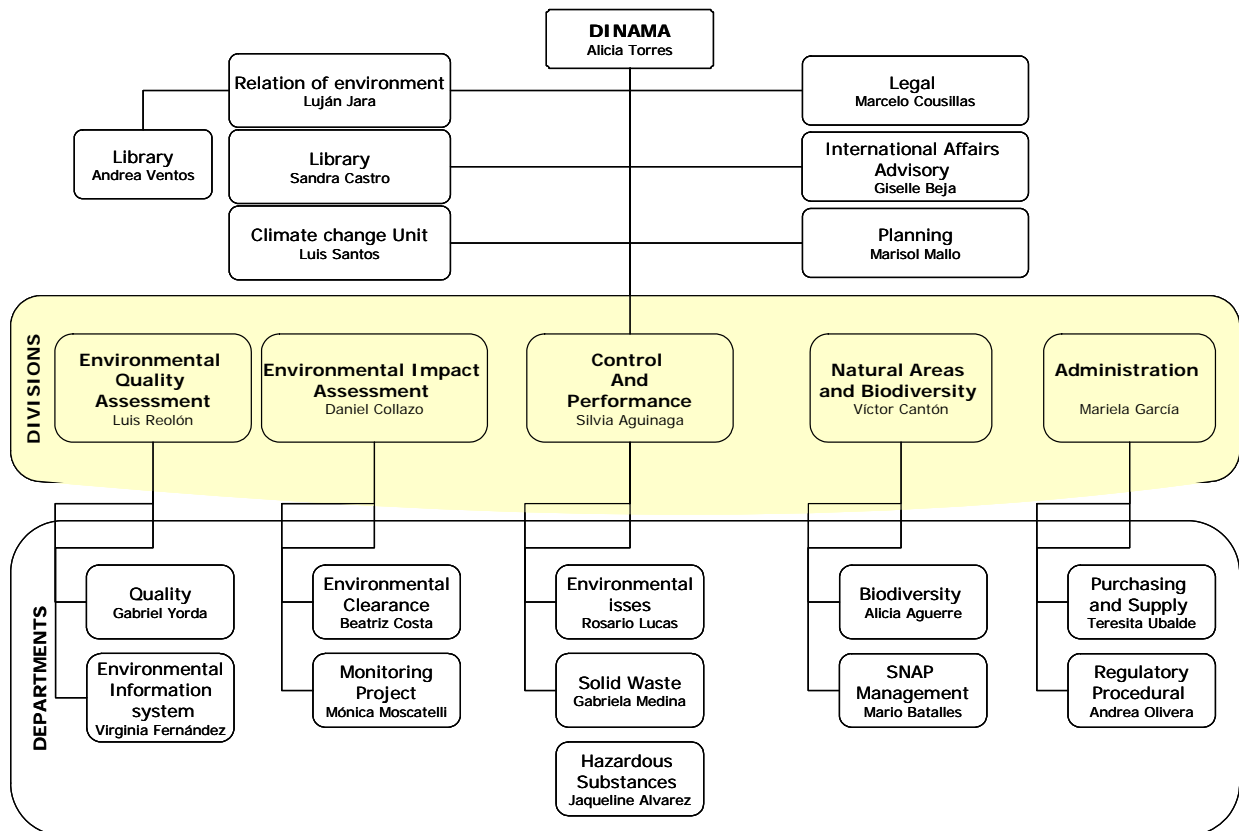 DINAMA
Alicia Torres
Relation of environment
Luján Jara
Legal
Marcelo Cousillas
Library
Andrea Ventos
Library
Sandra Castro
International Affairs
Advisory
Giselle Beja
Climate change Unit
Luis Santos
Planning
Marisol Mallo
DIVISIONS
Environmental
Quality
Assessment
Luis Reolón
Environmental Impact
Assessment
Daniel Collazo
Control
And
Performance
Silvia Aguinaga
Natural Areas
and Biodiversity
Víctor Cantón
Administration
Mariela García
DEPARTMENTS
Quality
Gabriel Yorda
Environmental
Clearance
Beatriz Costa
Environmental
isses
Rosario Lucas
Biodiversity
Alicia Aguerre
Purchasing
and Supply
Teresita Ubalde
Environmental
Information
system
Virginia Fernández
Monitoring
Project
Mónica Moscatelli
Solid Waste
Gabriela Medina
SNAP
Management
Mario Batalles
Regulatory
Procedural
Andrea Olivera
Hazardous
Substances
Jaqueline Alvarez